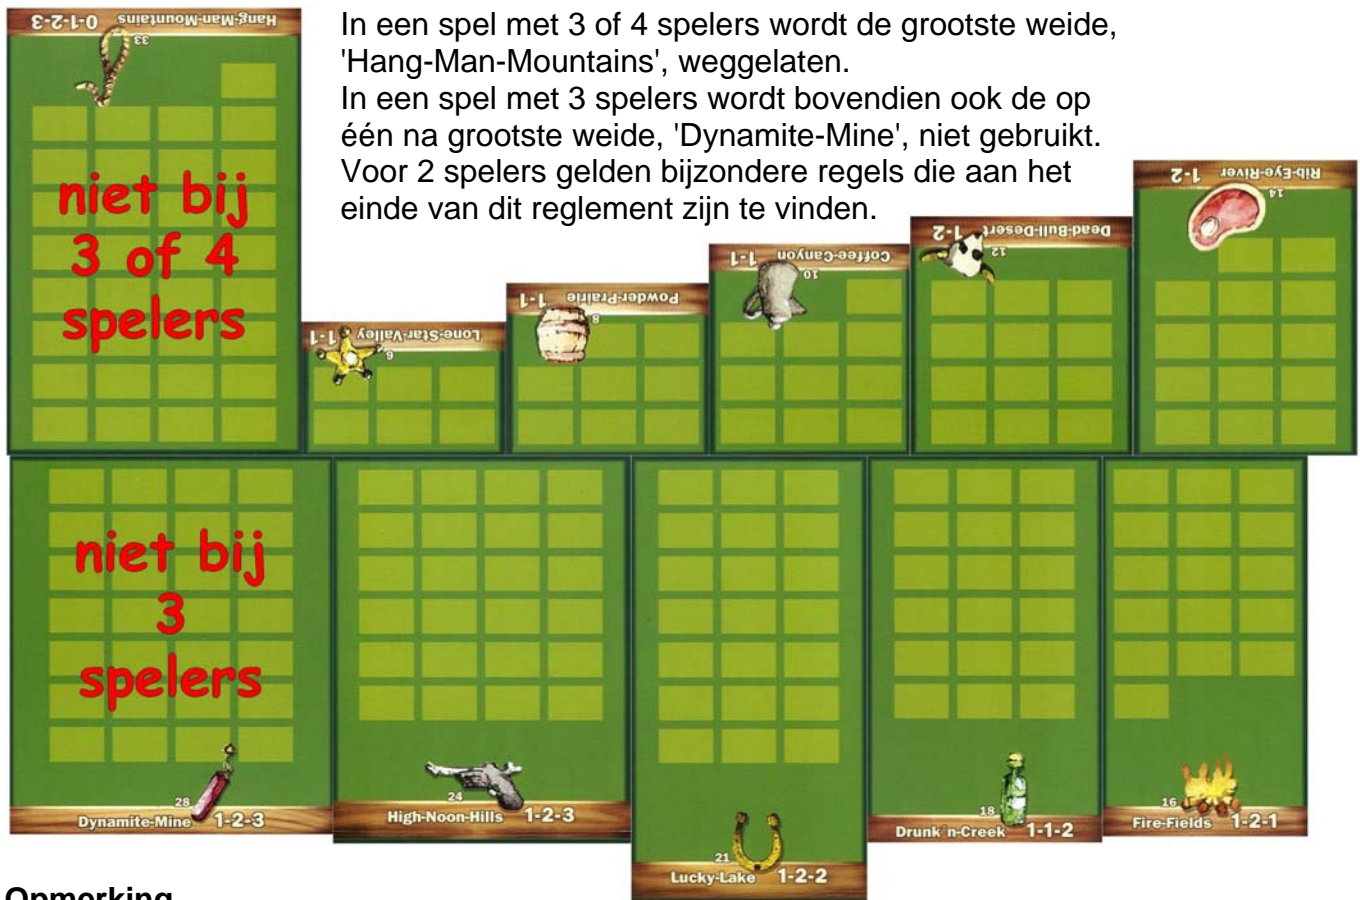 In een spel met 3 of 4 spelers wordt de grootste weide,
'Hang-Man-Mountains', weggelaten.
In een spel met 3 spelers wordt bovendien ook de op
één na grootste weide, 'Dynamite-Mine', niet gebruikt.
Voor 2 spelers gelden bijzondere regels die aan het
einde van dit reglement zijn te vinden.
Hang-Man-Mountains 0-1-2-3
33
niet bij
3 of 4
spelers
Lone-Star-Valley 1-1
6
Powder-Prairie 1-1
8
Coffee-Canyon 1-1
10
Dead-Bull-Desert 1-2
12
Rib-Eye-River 1-2
14
niet bij
3
spelers
28
Dynamite-Mine 1-2-3
24
High-Noon-Hills 1-2-3
21
Lucky-Lake 1-2-2
18
Drunk'n-Creek 1-1-2
16
Fire-Fields 1-2-1
Opmerking